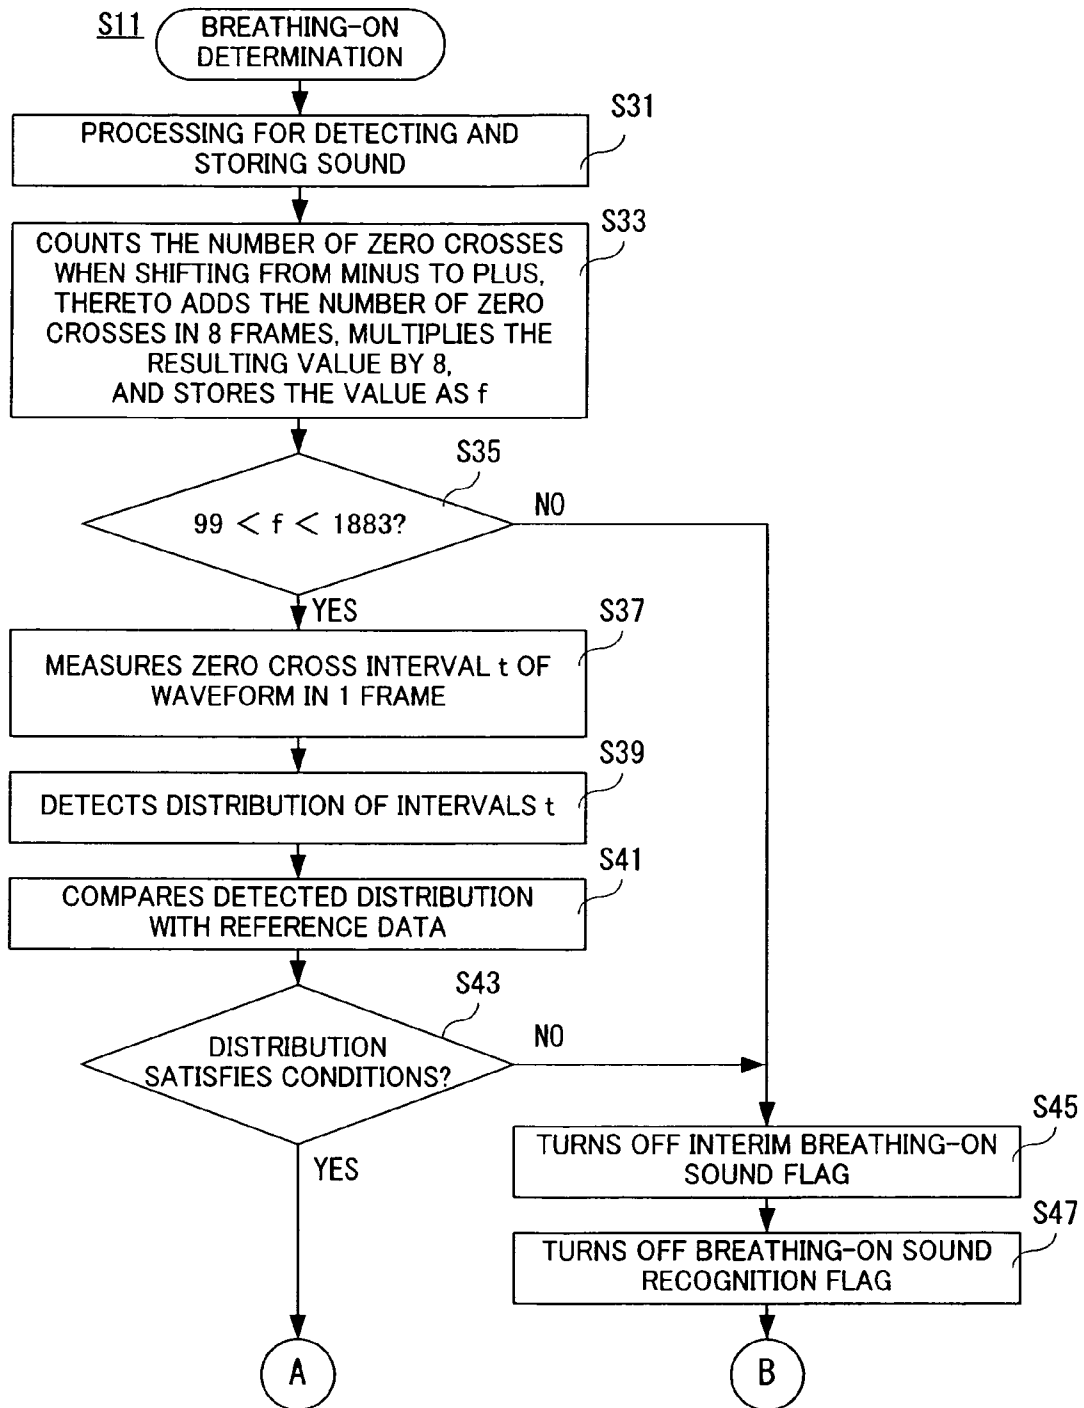 S11
BREATHING-ON
DETERMINATION
S31
PROCESSING FOR DETECTING AND
STORING SOUND
S33
COUNTS THE NUMBER OF ZERO CROSSES
WHEN SHIFTING FROM MINUS TO PLUS,
THERETO ADDS THE NUMBER OF ZERO
CROSSES IN 8 FRAMES, MULTIPLIES THE
RESULTING VALUE BY 8,
AND STORES THE VALUE AS f
S35
99 < f < 1883?
NO
YES
S37
MEASURES ZERO CROSS INTERVAL t OF
WAVEFORM IN 1 FRAME
S39
DETECTS DISTRIBUTION OF INTERVALS t
S41
COMPARES DETECTED DISTRIBUTION
WITH REFERENCE DATA
S43
DISTRIBUTION
SATISFIES CONDITIONS?
NO
YES
S45
TURNS OFF INTERIM BREATHING-ON
SOUND FLAG
S47
TURNS OFF BREATHING-ON SOUND
RECOGNITION FLAG
A
B